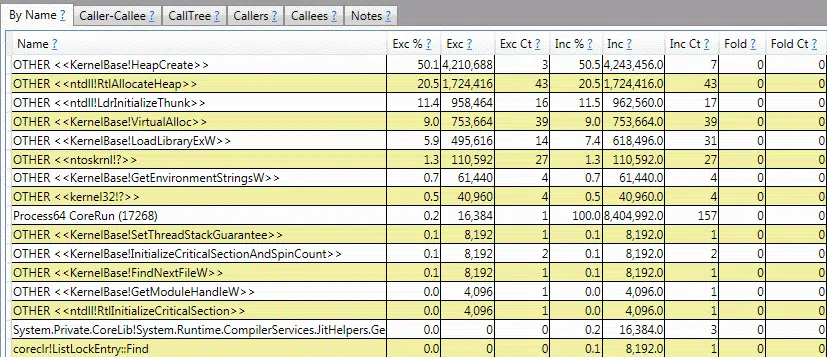 By Name ? Caller-Callee ? CallTree ? Callers ? Callees ? Notes ?
Name ? Exc % ? Exc ? Exc Ct ? Inc % ? Inc ? Inc Ct ? Fold ? Fold Ct ?
OTHER <<KernelBase!HeapCreate>> 50.1 4,210,688 3 50.5 4,243,456.0 7 0 0
OTHER <<ntdll!RtlAllocateHeap>> 20.5 1,724,416 43 20.5 1,724,416.0 43 0 0
OTHER <<ntdll!LdrInitializeThunk>> 11.4 958,464 16 11.5 962,560.0 17 0 0
OTHER <<KernelBase!VirtualAlloc>> 9.0 753,664 39 9.0 753,664.0 39 0 0
OTHER <<KernelBase!LoadLibraryExW>> 5.9 495,616 14 7.4 618,496.0 31 0 0
OTHER <<ntoskrnl!?>> 1.3 110,592 27 1.3 110,592.0 27 0 0
OTHER <<KernelBase!GetEnvironmentStringsW>> 0.7 61,440 4 0.7 61,440.0 4 0 0
OTHER <<kernel32!?>> 0.5 40,960 4 0.5 40,960.0 4 0 0
Process64 CoreRun (17268) 0.2 16,384 1 100.0 8,404,992.0 157 0 0
OTHER <<KernelBase!SetThreadStackGuarantee>> 0.1 8,192 1 0.1 8,192.0 1 0 0
OTHER <<KernelBase!InitializeCriticalSectionAndSpinCount>> 0.1 8,192 2 0.1 8,192.0 2 0 0
OTHER <<KernelBase!FindNextFileW>> 0.1 8,192 1 0.1 8,192.0 1 0 0
OTHER <<KernelBase!GetModuleHandleW>> 0.0 4,096 1 0.0 4,096.0 1 0 0
OTHER <<ntdll!RtlInitializeCriticalSection>> 0.0 4,096 1 0.0 4,096.0 1 0 0
System.Private.CoreLib!System.Runtime.CompilerServices.JitHelpers.Ge 0.0 0 0 0.2 16,384.0 3 0 0
coreclr!ListLockEntry::Find 0.0 0 0 0.1 8,192.0 1 0 0